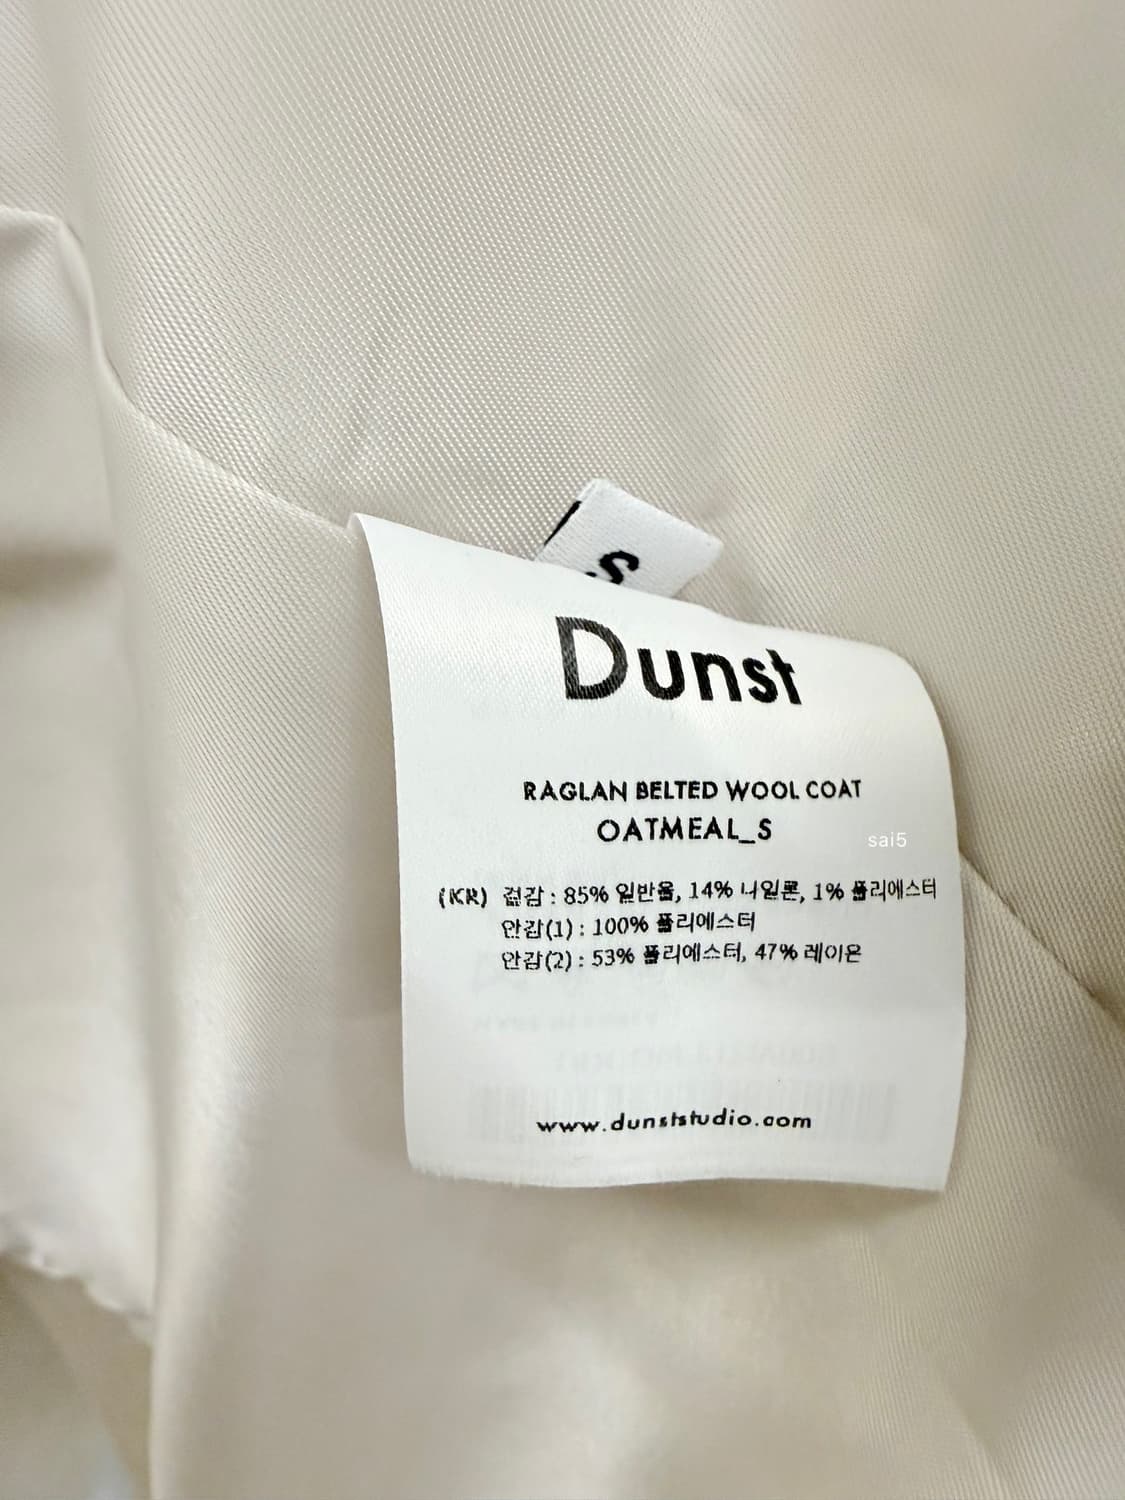 S
Dunst
RAGLAN BELTED WOOL COAT
OATMEAL_S
sai5
(KR) 겉감 : 85% 일반울, 14% 나일론, 1% 폴리에스터
안감(1) : 100% 폴리에스터
안감(2) : 53% 폴리에스터, 47% 레이온
www.dunststudio.com